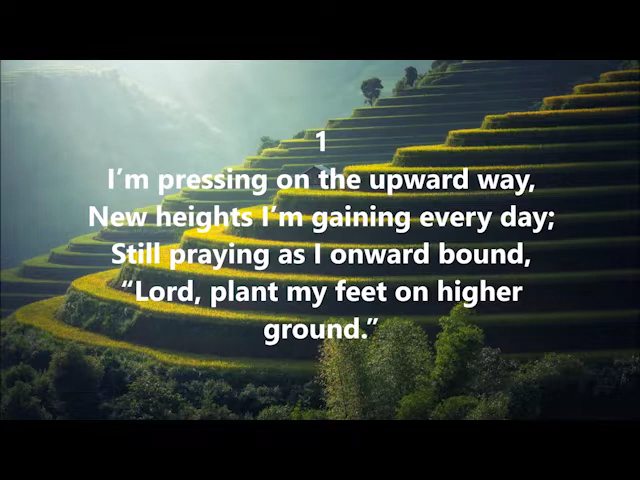 1
I’m pressing on the upward way,
New heights I’m gaining every day;
Still praying as I onward bound,
“Lord, plant my feet on higher
ground.”